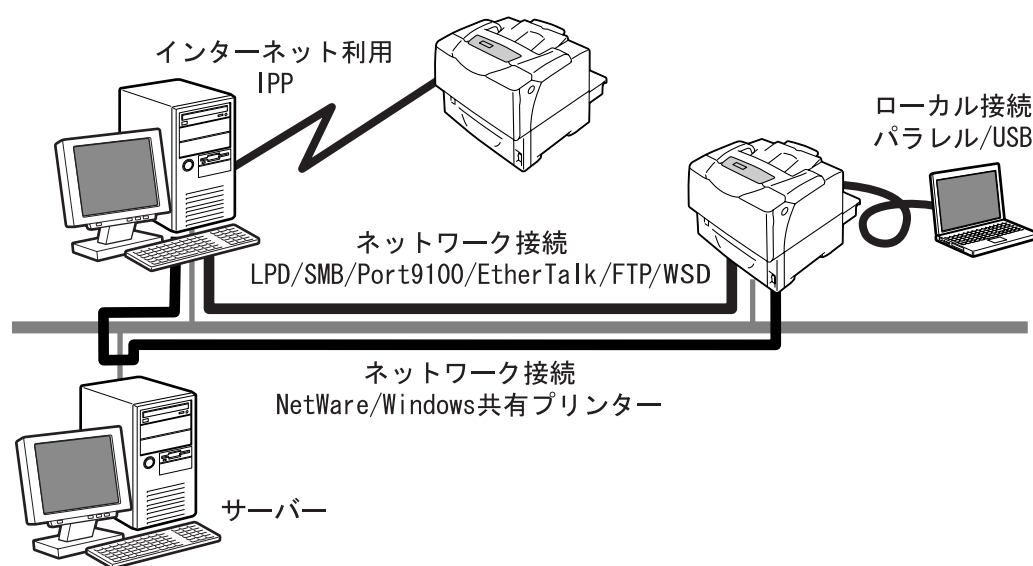 インターネット利用
IPP
ローカル接続
パラレル/USB
ネットワーク接続
LPD/SMB/Port9100/EtherTalk/FTP/WSD
ネットワーク接続
NetWare/Windows共有プリンター
サーバー